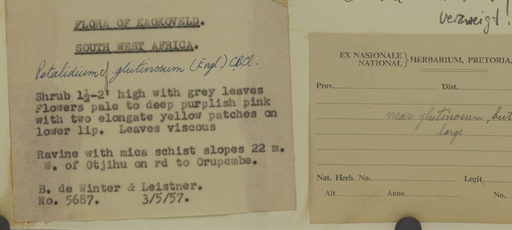 FLORA OF KAOKOVELD.
SOUTH WEST AFRICA.
Petalidium glutinosum (Engl) CBCl.
Shrub 1½-2' high with grey leaves
Flowers pale to deep purplish pink
with two elongate yellow patches on
lower lip. Leaves viscous
Ravine with mica schist slopes 22 m.
W. of Otjihu on rd to Orupembe.
B. de Winter & Leistner.
No. 5687. 3/5/57.
verzweigt!
EX NASIONALE
NATIONAL } HERBARIUM, PRETORIA,
Prov. Dist.
near glutinosum, but
large
Nat. Herb. No. Legit
Alt. Anno No.